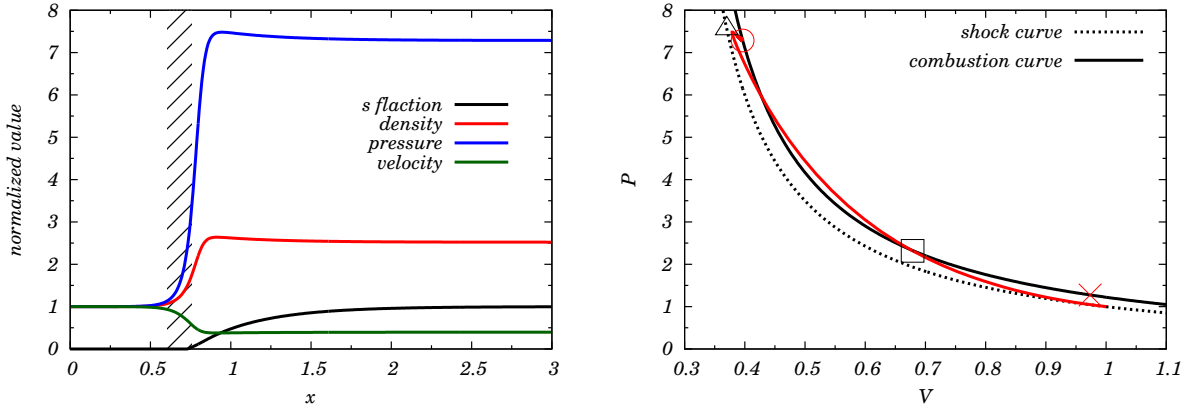 8
7
6
5
4
3
2
1
0
normalized value
0 0.5 1 1.5 2 2.5 3
x
s flaction
density
pressure
velocity
8
7
6
5
4
3
2
1
0
P
0.3 0.4 0.5 0.6 0.7 0.8 0.9 1 1.1
V
shock curve
combustion curve